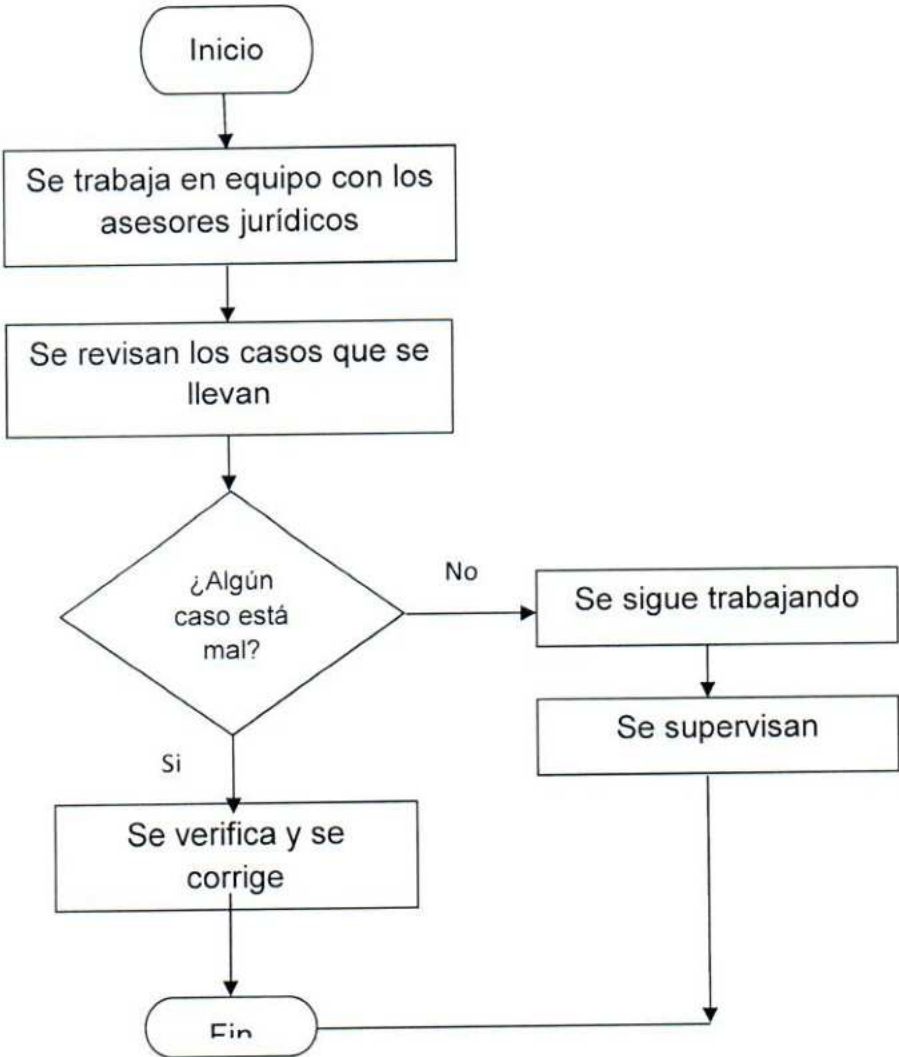 Inicio
Se trabaja en equipo con los
asesores jurídicos
Se revisan los casos que se
llevan
¿Algún
caso está
mal?
No
Se sigue trabajando
Se supervisan
Si
Se verifica y se
corrige
Fin